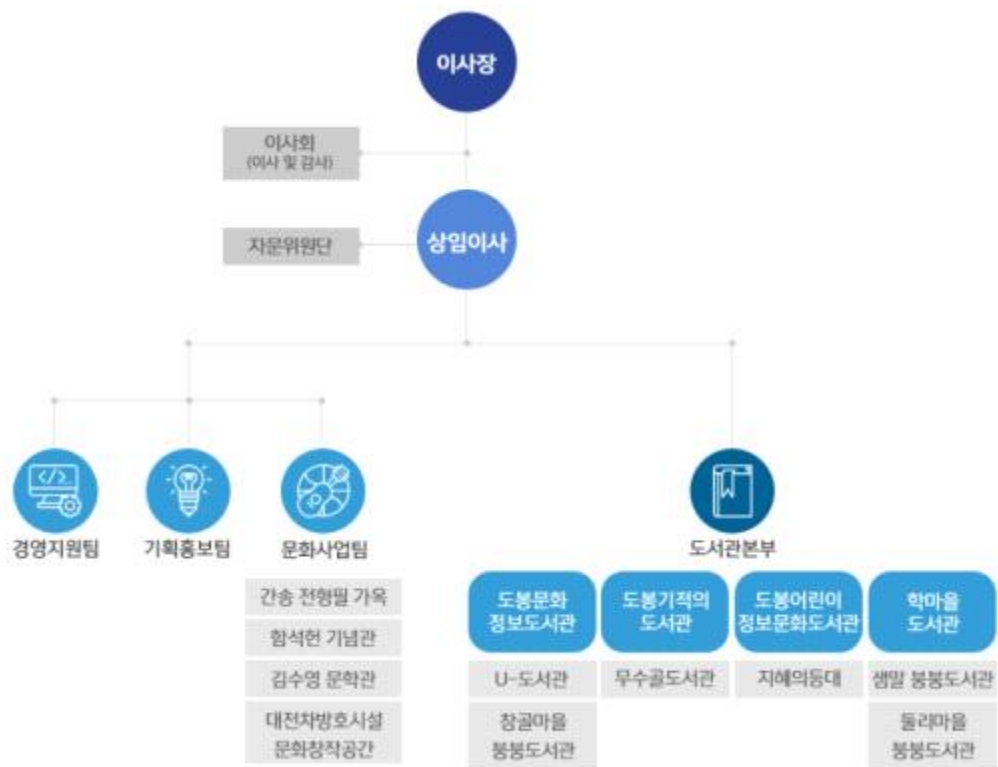 이사장
이사회
(이사 및 감사)
상임이사
자문위원단
경영지원팀
기획홍보팀
문화사업팀
도서관본부
간송 전형필 가옥
함석헌 기념관
김수영 문학관
대전차방호시설
문화창작공간
도봉문화
정보도서관
도봉기적의
도서관
도봉어린이
정보문화도서관
학마을
도서관
U-도서관
무수골도서관
지혜의등대
샘말 붕붕도서관
창골마을
붕붕도서관
둘리마을
붕붕도서관